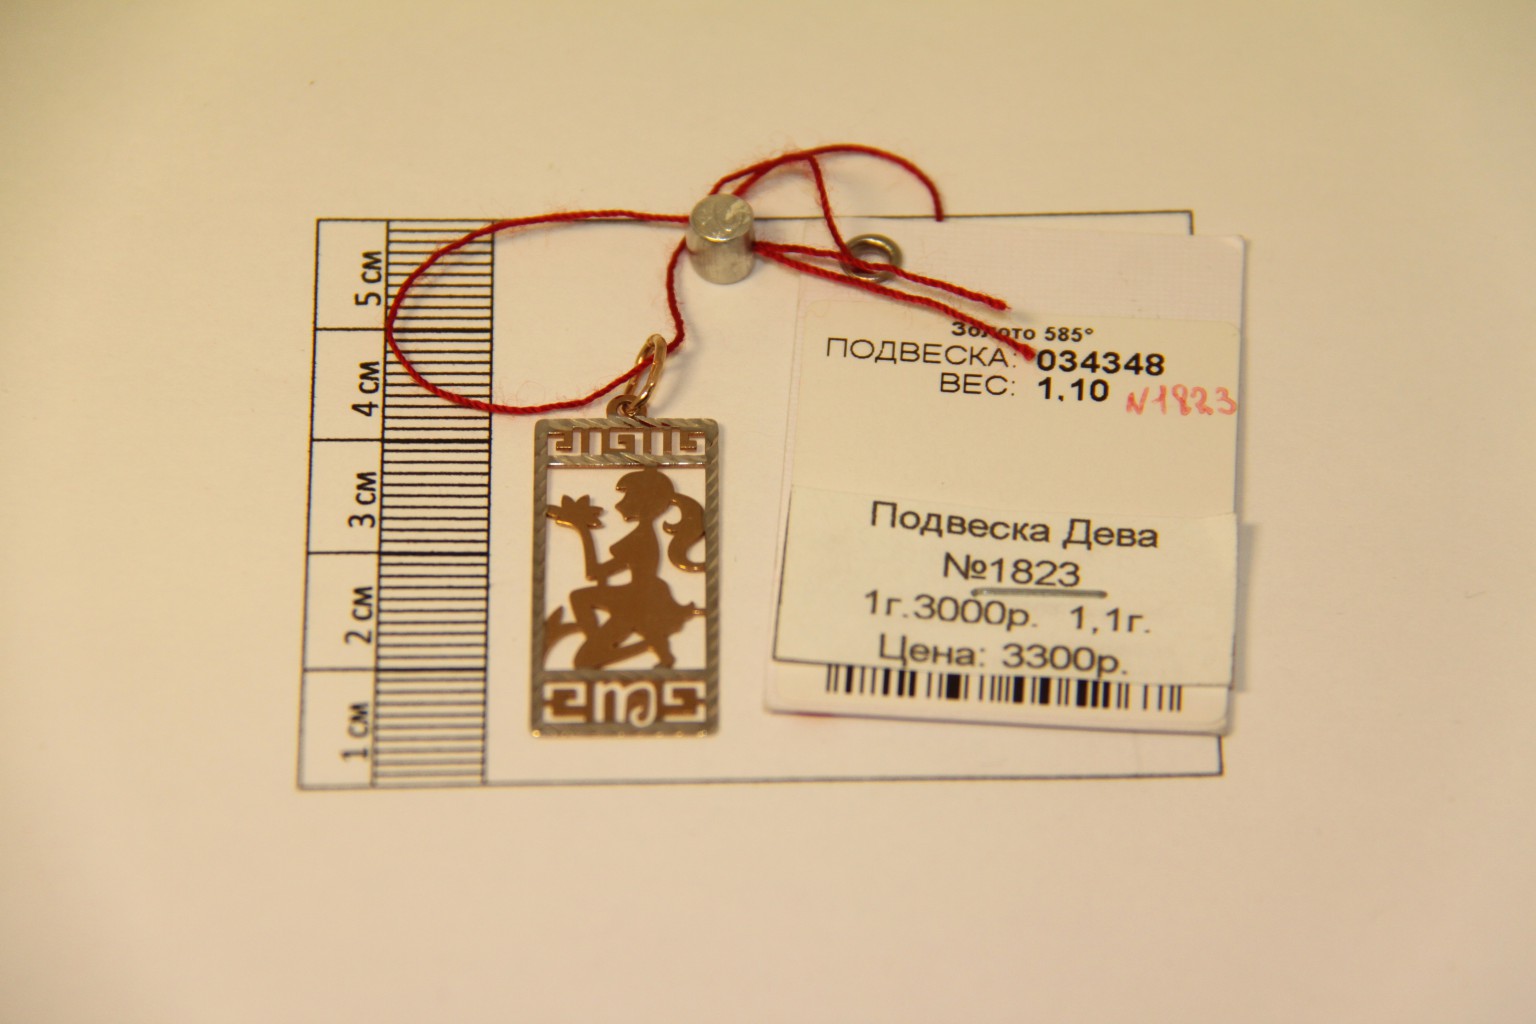 5 см
4 см
3 см
2 см
1 см
Золото 585°
ПОДВЕСКА: 034348
ВЕС: 1,10
N1823
Подвеска Дева
№1823
1г.3000р. 1,1г.
Цена: 3300р.